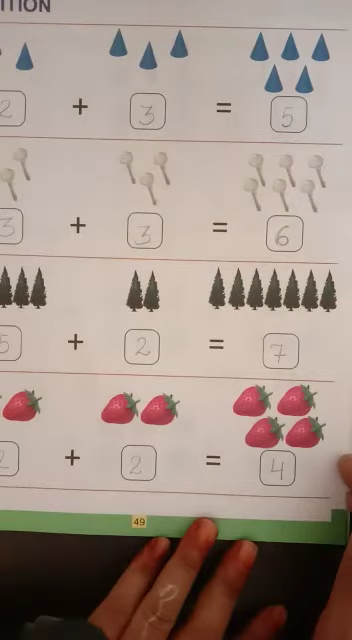 ITION
2 + 3 = 5
3 + 3 = 6
5 + 2 = 7
2 + 2 = 4
49